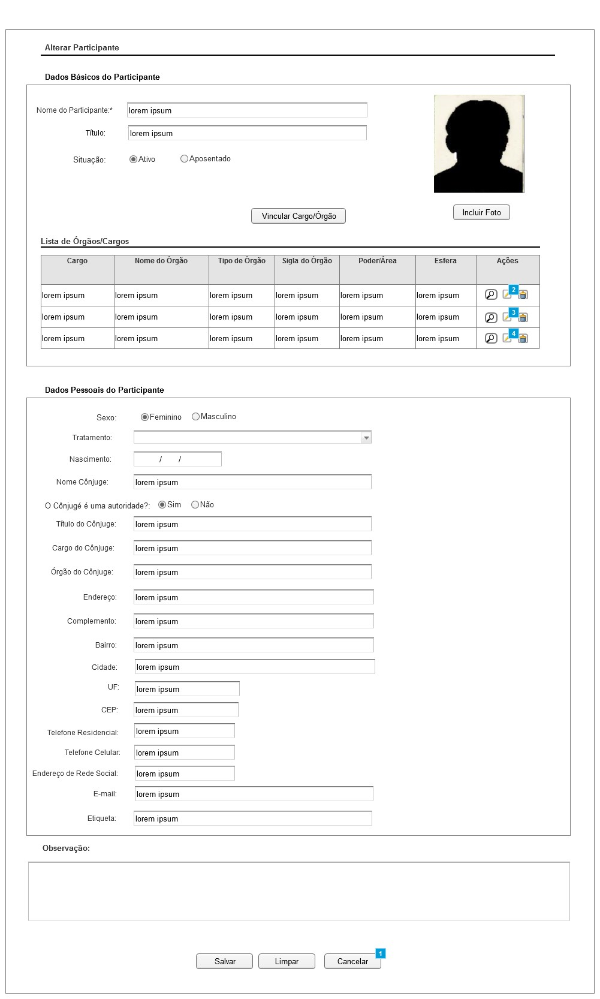 Alterar Participante
Dados Básicos do Participante
Nome do Participante:* lorem ipsum
Título: lorem ipsum
Situação: Ativo Aposentado
Vincular Cargo/Órgão Incluir Foto
Lista de Órgãos/Cargos
Cargo Nome do Órgão Tipo de Órgão Sigla do Órgão Poder/Área Esfera Ações
lorem ipsum lorem ipsum lorem ipsum lorem ipsum lorem ipsum lorem ipsum 2
lorem ipsum lorem ipsum lorem ipsum lorem ipsum lorem ipsum lorem ipsum 3
lorem ipsum lorem ipsum lorem ipsum lorem ipsum lorem ipsum lorem ipsum 4
Dados Pessoais do Participante
Sexo: Feminino Masculino
Tratamento:
Nascimento: / /
Nome Cônjuge: lorem ipsum
O Cônjugé é uma autoridade?: Sim Não
Título do Cônjuge: lorem ipsum
Cargo do Cônjuge: lorem ipsum
Órgão do Cônjuge: lorem ipsum
Endereço: lorem ipsum
Complemento: lorem ipsum
Bairro: lorem ipsum
Cidade: lorem ipsum
UF: lorem ipsum
CEP: lorem ipsum
Telefone Residencial: lorem ipsum
Telefone Celular: lorem ipsum
Endereço de Rede Social: lorem ipsum
E-mail: lorem ipsum
Etiqueta: lorem ipsum
Observação:
Salvar Limpar Cancelar 1